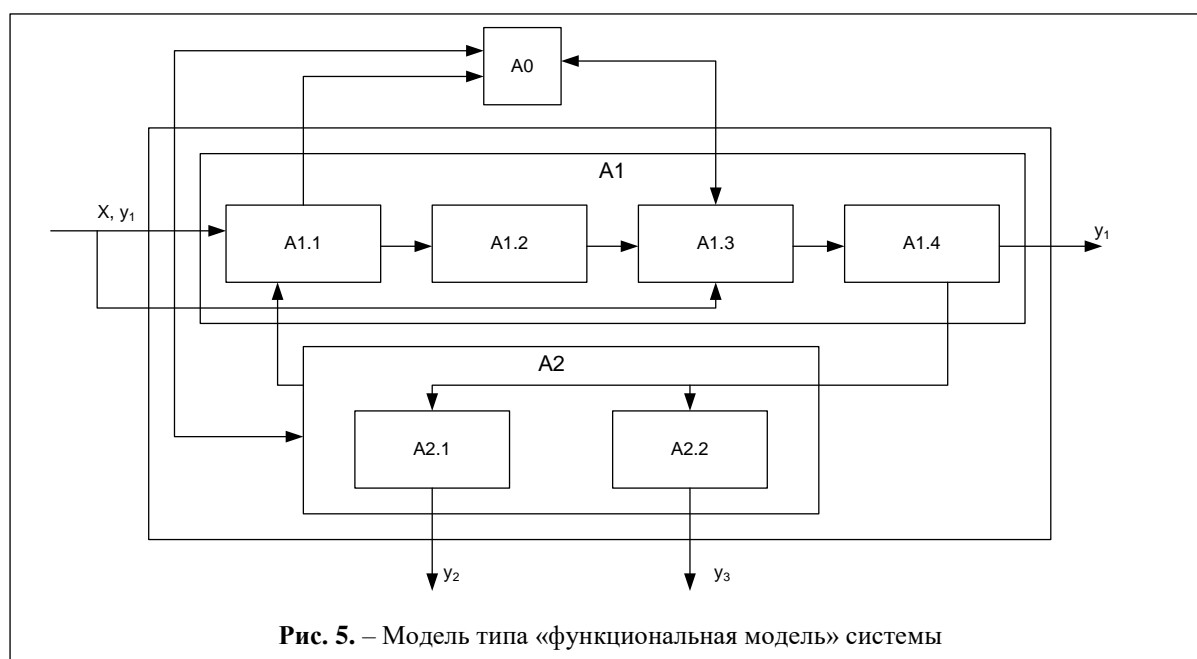 A0
A1
X, y₁
A1.1
A1.2
A1.3
A1.4
y₁
A2
A2.1
A2.2
y₂
y₃
Рис. 5. – Модель типа «функциональная модель» системы